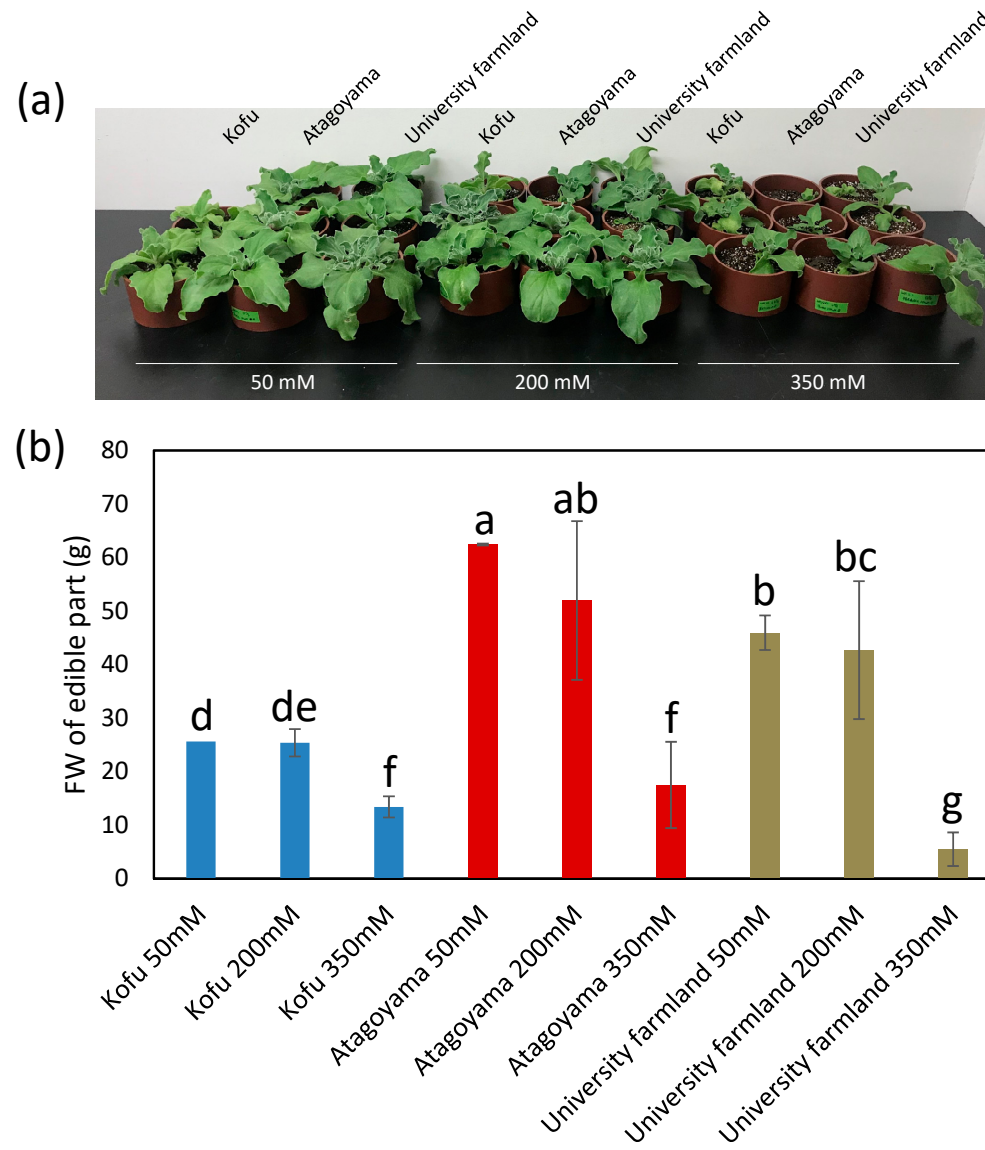 (a)
Kofu
Atagoyama
University farmland
Kofu
Atagoyama
University farmland
Kofu
Atagoyama
University farmland
50 mM
200 mM
350 mM
(b)
FW of edible part (g)
80
70
60
50
40
30
20
10
0
d
de
f
a
ab
f
b
bc
g
Kofu 50mM
Kofu 200mM
Kofu 350mM
Atagoyama 50mM
Atagoyama 200mM
Atagoyama 350mM
University farmland 50mM
University farmland 200mM
University farmland 350mM